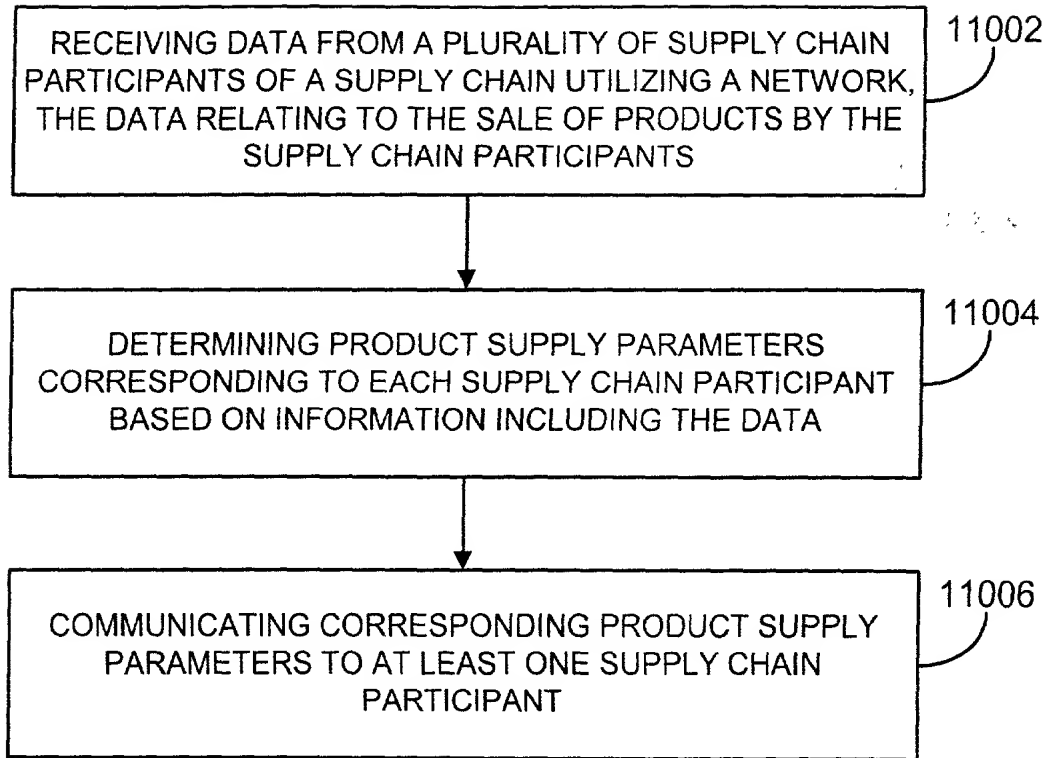 RECEIVING DATA FROM A PLURALITY OF SUPPLY CHAIN
PARTICIPANTS OF A SUPPLY CHAIN UTILIZING A NETWORK,
THE DATA RELATING TO THE SALE OF PRODUCTS BY THE
SUPPLY CHAIN PARTICIPANTS
11002
DETERMINING PRODUCT SUPPLY PARAMETERS
CORRESPONDING TO EACH SUPPLY CHAIN PARTICIPANT
BASED ON INFORMATION INCLUDING THE DATA
11004
COMMUNICATING CORRESPONDING PRODUCT SUPPLY
PARAMETERS TO AT LEAST ONE SUPPLY CHAIN
PARTICIPANT
11006